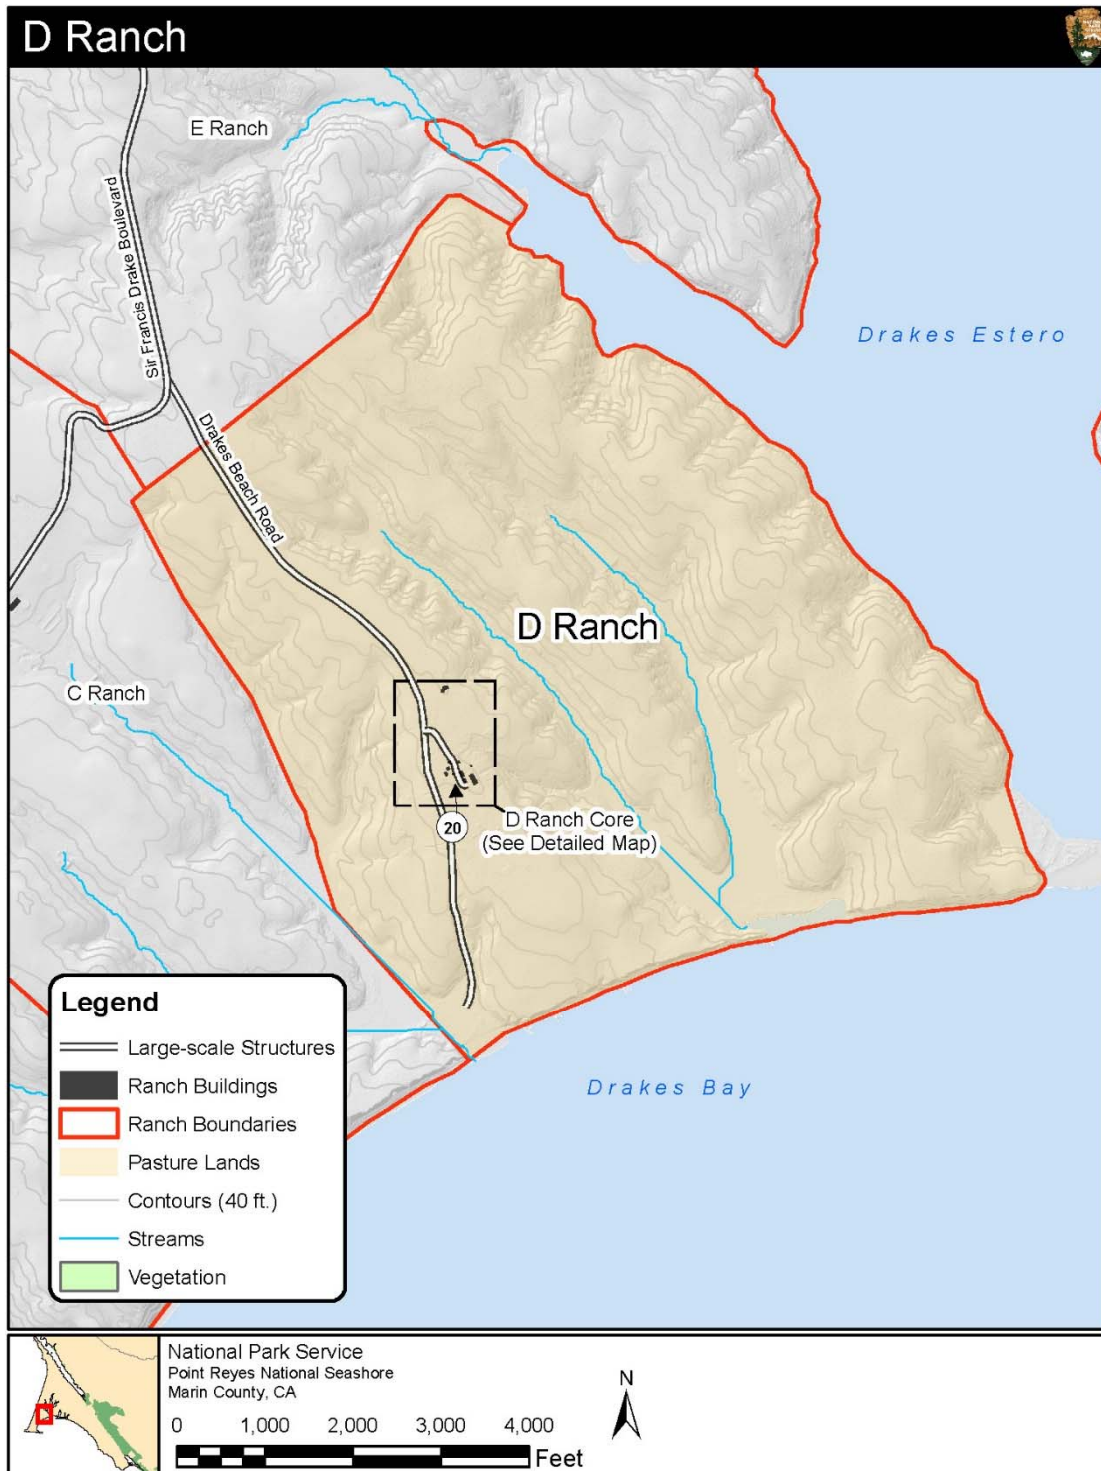 D Ranch
E Ranch
Sir Francis Drake Boulevard
Drakes Estero
Drakes Beach Road
D Ranch
C Ranch
20
D Ranch Core
(See Detailed Map)
Drakes Bay
Legend
Large-scale Structures
Ranch Buildings
Ranch Boundaries
Pasture Lands
Contours (40 ft.)
Streams
Vegetation
National Park Service
Point Reyes National Seashore
Marin County, CA
N
0 1,000 2,000 3,000 4,000
Feet